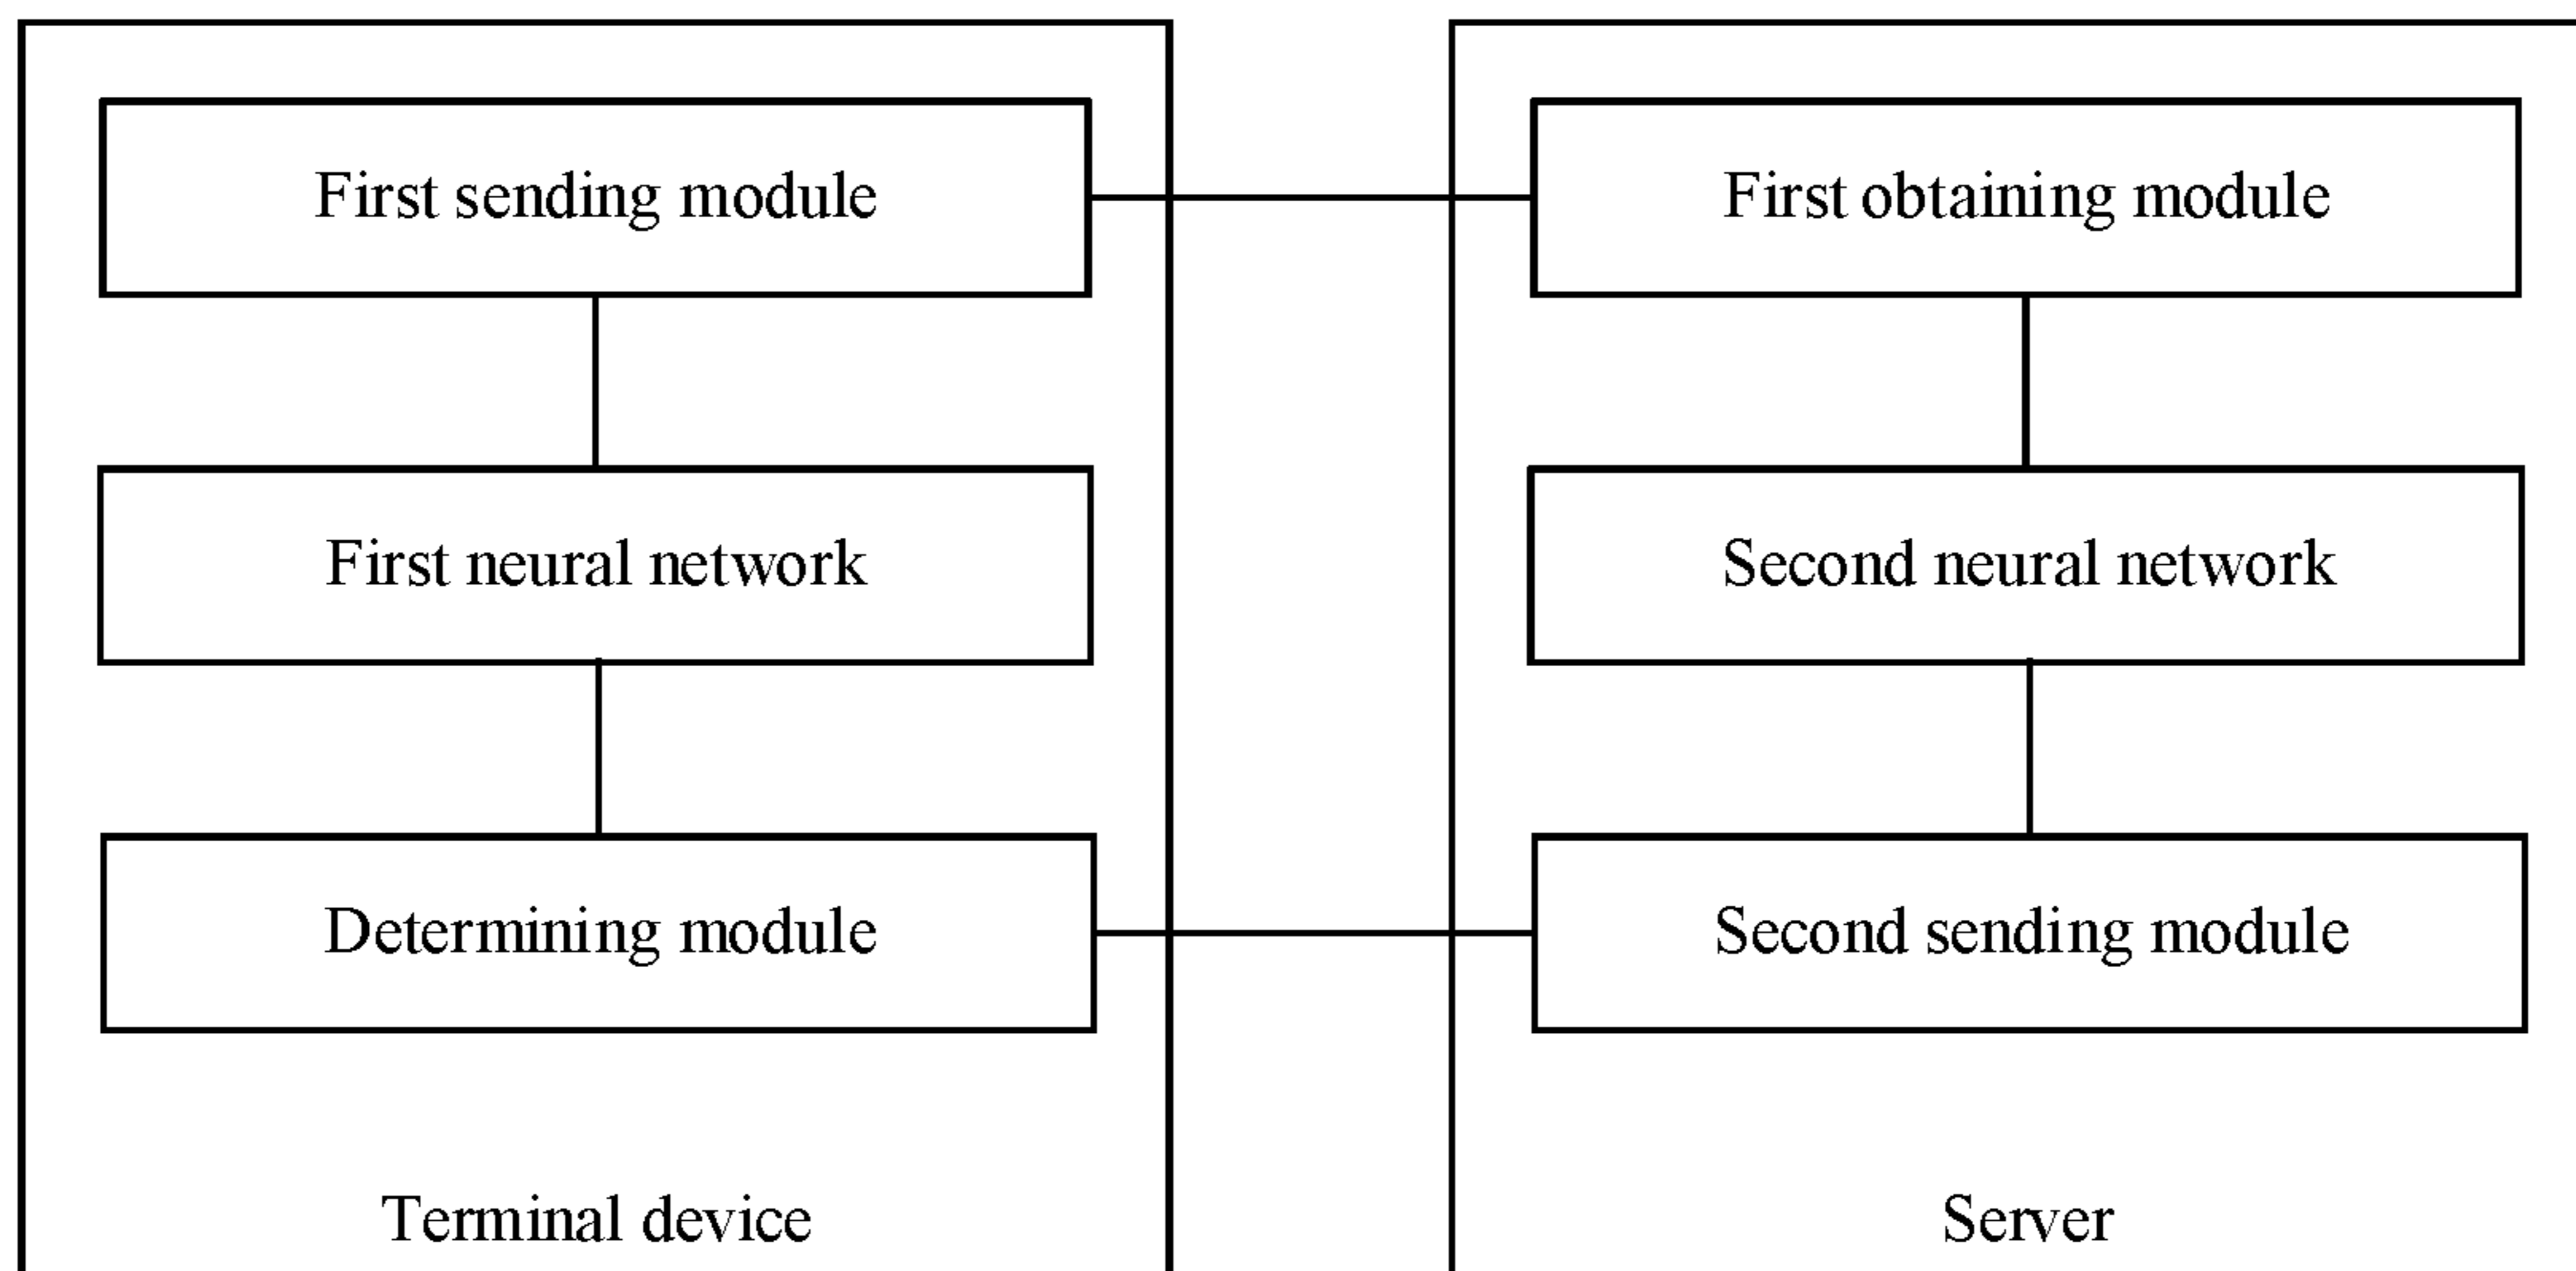 First sending module
First obtaining module
First neural network
Second neural network
Determining module
Second sending module
Terminal device
Server